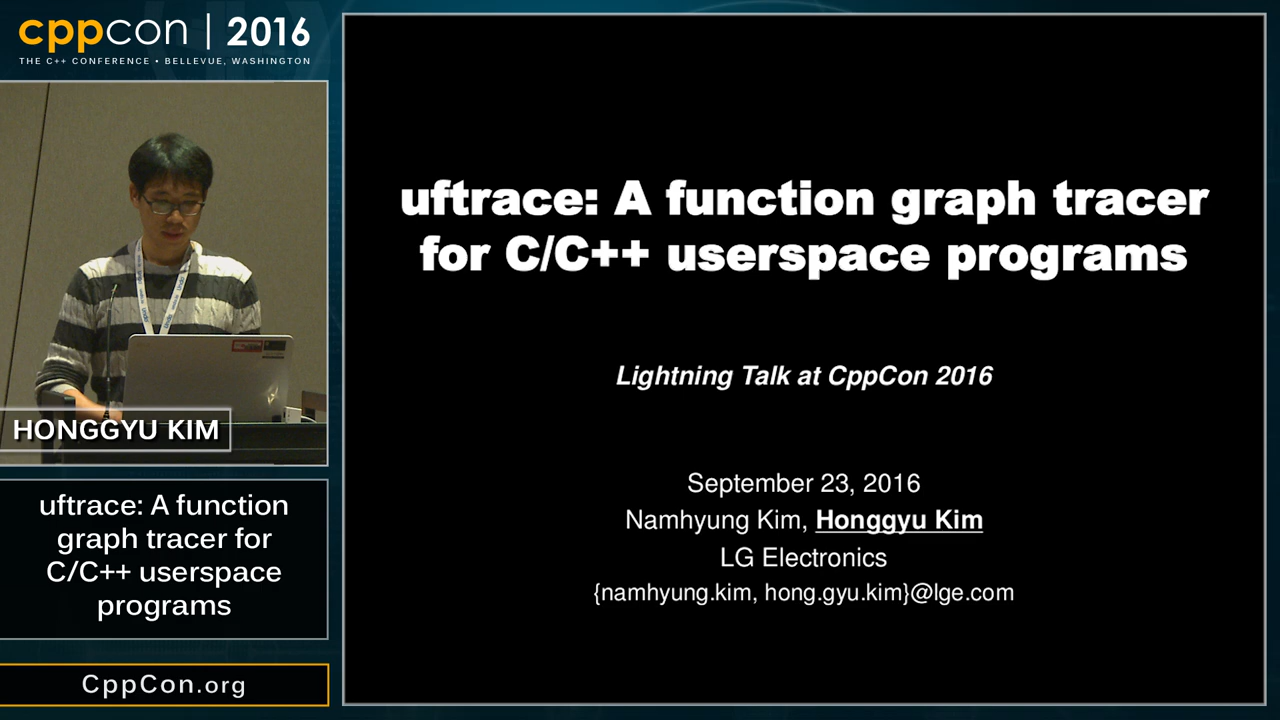 cppcon | 2016
THE C++ CONFERENCE • BELLEVUE, WASHINGTON
HONGGYU KIM
uftrace: A function
graph tracer for
C/C++ userspace
programs
CppCon.org
uftrace: A function graph tracer
for C/C++ userspace programs
Lightning Talk at CppCon 2016
September 23, 2016
Namhyung Kim, Honggyu Kim
LG Electronics
{namhyung.kim, hong.gyu.kim}@lge.com